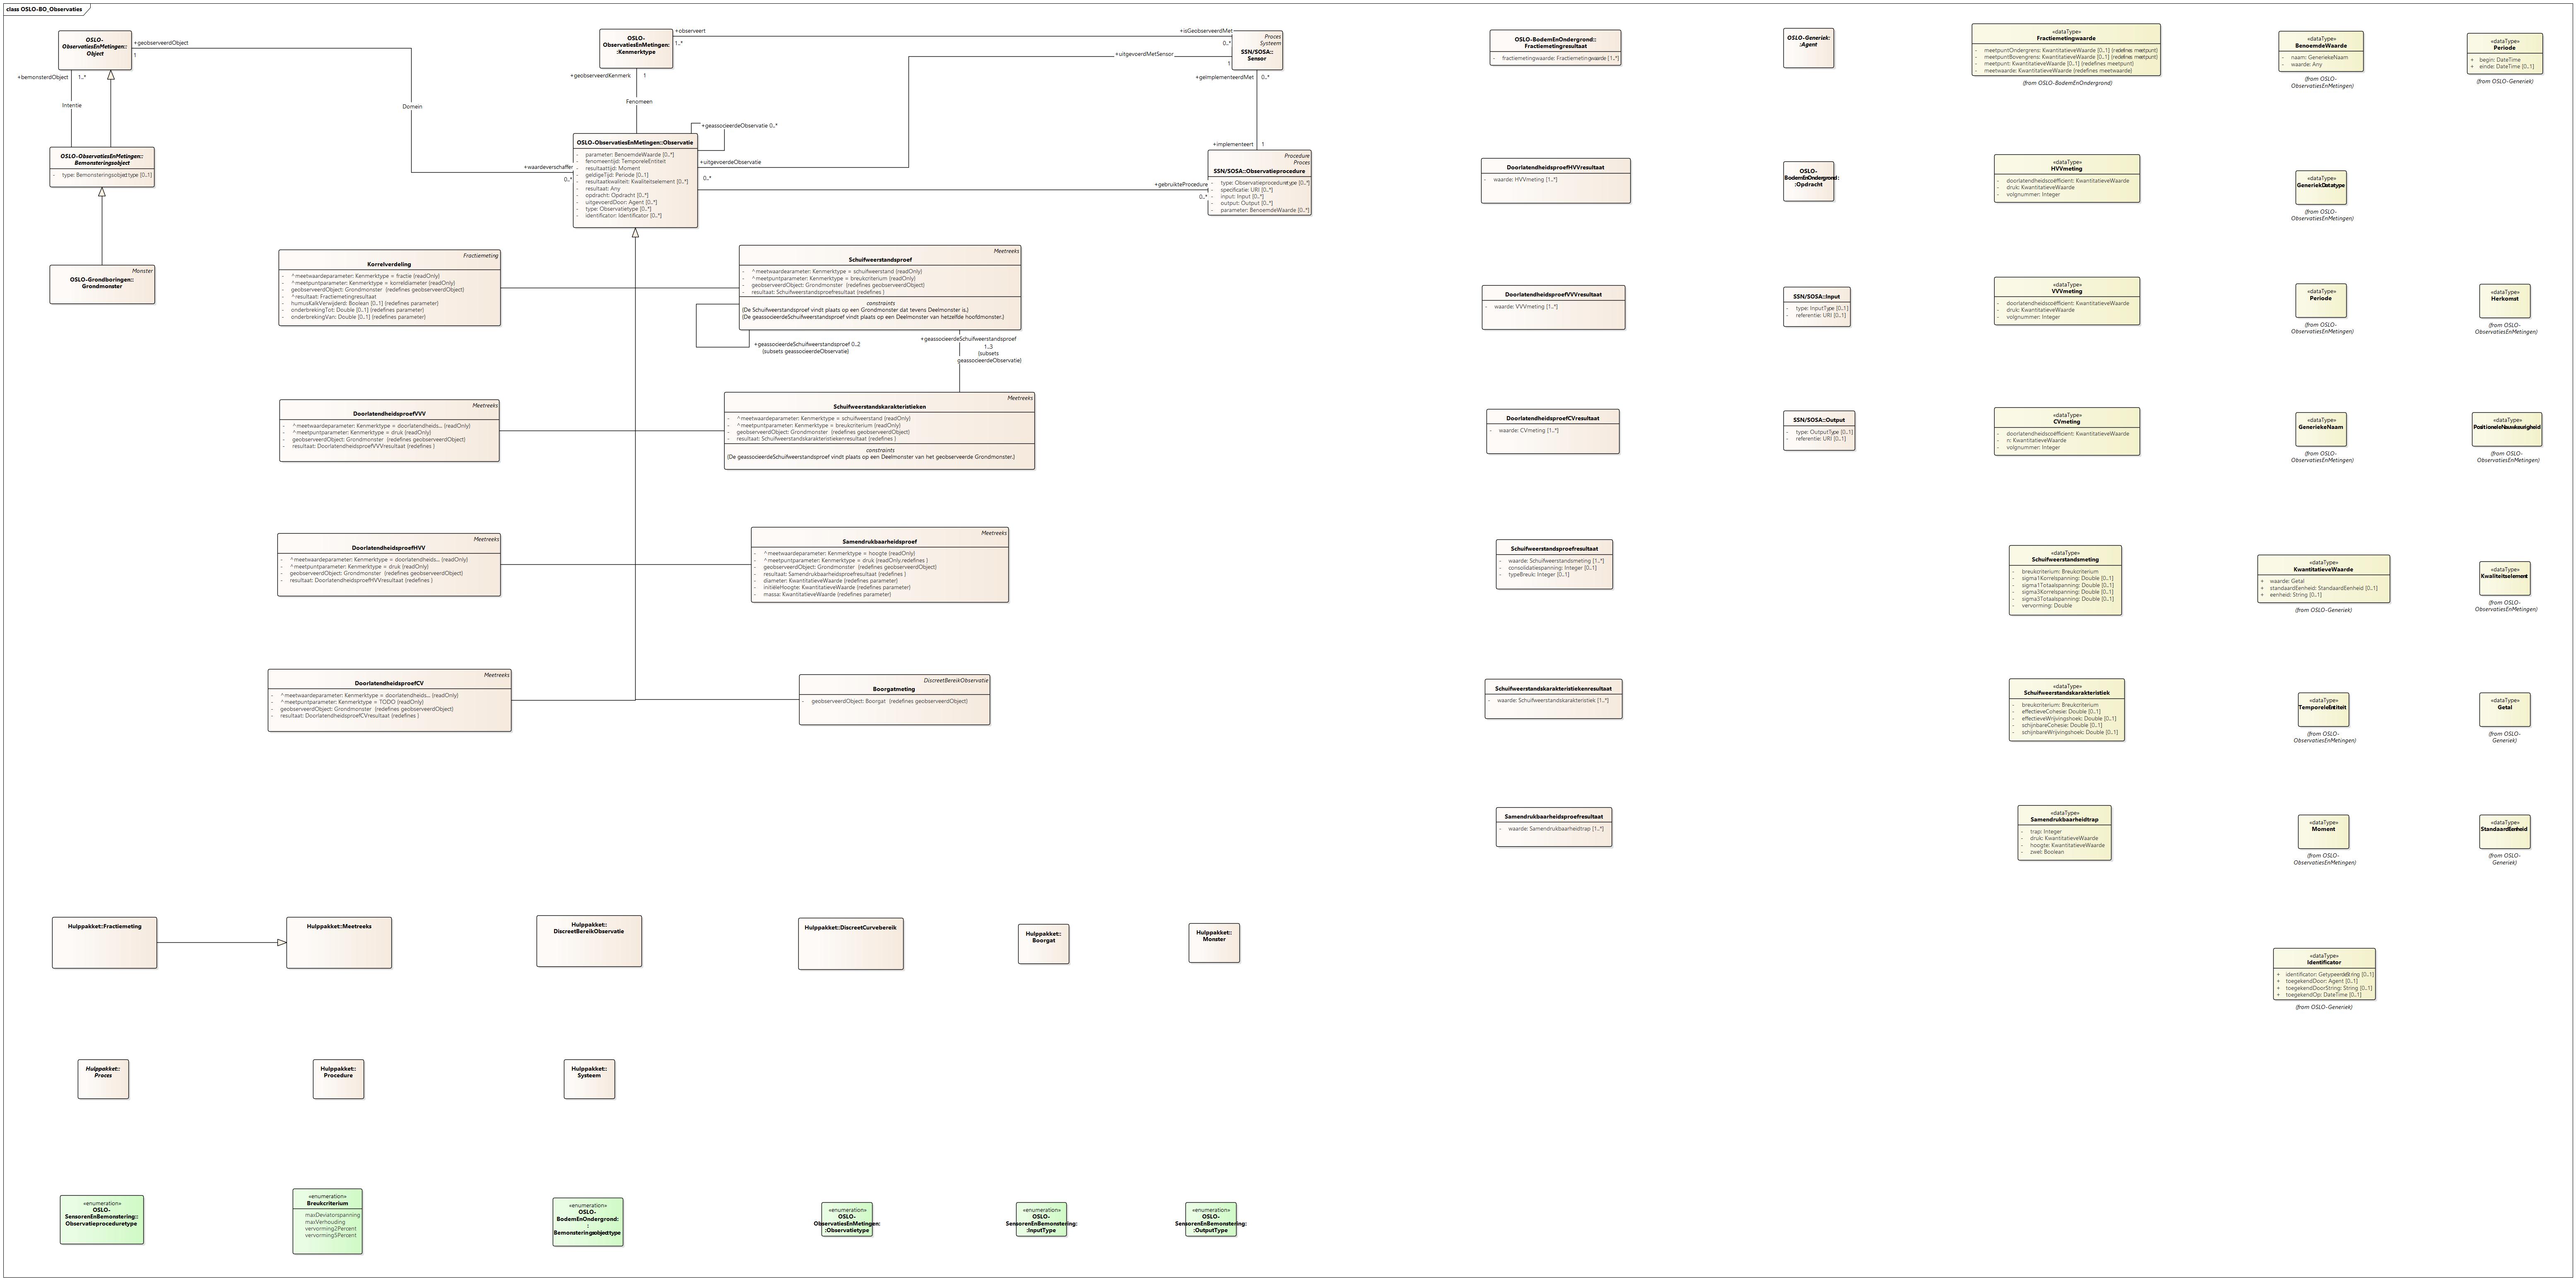 class OSLO-BO_Observaties
OSLO-
ObservatiesEnMetingen::
Object
+geobserveerdObject
1
+bemonsterdObject
1..*
Intentie
Domein
OSLO-ObservatiesEnMetingen::
Bemonsteringsobject
- type: Bemonsteringsobjecttype [0..1]
Monster
OSLO-Grondboringen::
Grondmonster
OSLO-
ObservatiesEnMetingen:
:Kenmerktype
+observeert
1..*
+isGeobserveerdMet
0..*
+geobserveerdKenmerk
1
Fenomeen
Proces
Systeem
SSN/SOSA::
Sensor
+uitgevoerdMetSensor
1
+geimplementeerdMet
0..*
+geassocieerdeObservatie 0..*
OSLO-ObservatiesEnMetingen::Observatie
- parameter: BenoemdeWaarde [0..*]
- fenomeentijd: TemporeleEntiteit
- resultaattijd: Moment
- geldigeTijd: Periode [0..1]
- resultaatkwaliteit: Kwaliteitselement [0..*]
- resultaat: Any
- opdracht: Opdracht [0..*]
- uitgevoerdDoor: Agent [0..*]
- type: Observatietype [0..*]
- identificator: Identificator [0..*]
+waardeverschaffer
0..*
+uitgevoerdeObservatie
0..*
+implementeert
1
+gebruikteProcedure
0..*
Procedure
Proces
SSN/SOSA::Observatieprocedure
- type: Observatieproceduretype [0..*]
- specificatie: URI [0..*]
- input: Input [0..*]
- output: Output [0..*]
- parameter: BenoemdeWaarde [0..*]
Fractiemeting
Korrelverdeling
- ^meetwaardeparameter: Kenmerktype = fractie {readOnly}
- ^meetpuntparameter: Kenmerktype = korreldiameter {readOnly}
- geobserveerdObject: Grondmonster {redefines geobserveerdObject}
- ^resultaat: Fractiemetingresultaat
- humusKalkVerwijderd: Boolean [0..1] {redefines parameter}
- onderbrekingTot: Double [0..1] {redefines parameter}
- onderbrekingVan: Double [0..1] {redefines parameter}
Meetreeks
Schuifweerstandsproef
- ^meetwaardearameter: Kenmerktype = schuifweerstand {readOnly}
- ^meetpuntparameter: Kenmerktype = breukcriterium {readOnly}
- geobserveerdObject: Grondmonster {redefines geobserveerdObject}
- resultaat: Schuifweerstandsproefresultaat {redefines }
constraints
{De Schuifweerstandsproef vindt plaats op een Grondmonster dat tevens Deelmonster is.}
{De geassocieerdeSchuifweerstandsproef vindt plaats op een Deelmonster van hetzelfde hoofdmonster.}
+geassocieerdeSchuifweerstandsproef 0..2
{subsets geassocieerdeObservatie}
+geassocieerdeSchuifweerstandsproef
1..3
{subsets
geassocieerdeObservatie}
Meetreeks
DoorlatendheidsproefVVV
- ^meetwaardeparameter: Kenmerktype = doorlatendheids... {readOnly}
- ^meetpuntparameter: Kenmerktype = druk {readOnly}
- geobserveerdObject: Grondmonster {redefines geobserveerdObject}
- resultaat: DoorlatendheidsproefVVVresultaat {redefines }
Meetreeks
Schuifweerstandskarakteristieken
- ^meetwaardeparameter: Kenmerktype = schuifweerstand {readOnly}
- ^meetpuntparameter: Kenmerktype = breukcriterium {readOnly}
- geobserveerdObject: Grondmonster {redefines geobserveerdObject}
- resultaat: Schuifweerstandskarakteristiekenresultaat {redefines }
constraints
{De geassocieerdeSchuifweerstandsproef vindt plaats op een Deelmonster van het geobserveerde Grondmonster.}
Meetreeks
DoorlatendheidsproefHVV
- ^meetwaardeparameter: Kenmerktype = doorlatendheids... {readOnly}
- ^meetpuntparameter: Kenmerktype = druk {readOnly}
- geobserveerdObject: Grondmonster {redefines geobserveerdObject}
- resultaat: DoorlatendheidsproefHVVresultaat {redefines }
Meetreeks
Samendrukbaarheidsproef
- ^meetwaardeparameter: Kenmerktype = hoogte {readOnly}
- ^meetpuntparameter: Kenmerktype = druk {readOnly,redefines }
- geobserveerdObject: Grondmonster {redefines geobserveerdObject}
- resultaat: Samendrukbaarheidsproefresultaat {redefines }
- diameter: KwantitatieveWaarde {redefines parameter}
- initiëleHoogte: KwantitatieveWaarde {redefines parameter}
- massa: KwantitatieveWaarde {redefines parameter}
Meetreeks
DoorlatendheidsproefCV
- ^meetwaardeparameter: Kenmerktype = doorlatendheids... {readOnly}
- ^meetpuntparameter: Kenmerktype = TODO {readOnly}
- geobserveerdObject: Grondmonster {redefines geobserveerdObject}
- resultaat: DoorlatendheidsproefCVresultaat {redefines }
DiscreetBereikObservatie
Boorgatmeting
- geobserveerdObject: Boorgat {redefines geobserveerdObject}
Hulppakket::Fractiemeting
Hulppakket::Meetreeks
Hulppakket::
DiscreetBereikObservatie
Hulppakket::DiscreetCurvebereik
Hulppakket::
Boorgat
Hulppakket::
Monster
Hulppakket::
Proces
Hulppakket::
Procedure
Hulppakket::
Systeem
«enumeration»
OSLO-
SensorenEnBemonstering::
Observatieproceduretype
«enumeration»
Breukcriterium
maxDeviatorspanning
maxVerhouding
vervorming2Percent
vervorming5Percent
«enumeration»
OSLO-
BodemEnOndergrond:
:
Bemonsteringsobjecttype
«enumeration»
OSLO-
ObservatiesEnMetingen:
:Observatietype
«enumeration»
OSLO-
SensorenEnBemonstering:
:InputType
«enumeration»
OSLO-
SensorenEnBemonstering:
:OutputType
OSLO-BodemEnOndergrond::
Fractiemetingresultaat
- fractiemetingwaarde: Fractiemetingwaarde [1..*]
DoorlatendheidsproefHVVresultaat
- waarde: HVVmeting [1..*]
DoorlatendheidsproefVVVresultaat
- waarde: VVVmeting [1..*]
DoorlatendheidsproefCVresultaat
- waarde: CVmeting [1..*]
Schuifweerstandsproefresultaat
- waarde: Schuifweerstandsmeting [1..*]
- consolidatiespanning: Integer [0..1]
- typeBreuk: Integer [0..1]
Schuifweerstandskarakteristiekenresultaat
- waarde: Schuifweerstandskarakteristiek [1..*]
Samendrukbaarheidsproefresultaat
- waarde: Samendrukbaarheidtrap [1..*]
OSLO-Generiek:
:Agent
OSLO-
BodemEnOndergrond:
:Opdracht
SSN/SOSA::Input
- type: InputType [0..1]
- referentie: URI [0..1]
SSN/SOSA::Output
- type: OutputType [0..1]
- referentie: URI [0..1]
«dataType»
Fractiemetingwaarde
- meetpuntOndergrens: KwantitatieveWaarde [0..1] {redefines meetpunt}
- meetpuntBovengrens: KwantitatieveWaarde [0..1] {redefines meetpunt}
- meetpunt: KwantitatieveWaarde [0..1] {redefines meetpunt}
- meetwaarde: KwantitatieveWaarde {redefines meetwaarde}
(from OSLO-BodemEnOndergrond)
«dataType»
HVVmeting
- doorlatendheidscoëfficient: KwantitatieveWaarde
- druk: KwantitatieveWaarde
- volgnummer: Integer
«dataType»
VVVmeting
- doorlatendheidscoëfficient: KwantitatieveWaarde
- druk: KwantitatieveWaarde
- volgnummer: Integer
«dataType»
CVmeting
- doorlatendheidscoëfficient: KwantitatieveWaarde
- n: KwantitatieveWaarde
- volgnummer: Integer
«dataType»
Schuifweerstandsmeting
- breukcriterium: Breukcriterium
- sigma1Korrelspanning: Double [0..1]
- sigma1Totaalspanning: Double [0..1]
- sigma3Korrelspanning: Double [0..1]
- sigma3Totaalspanning: Double [0..1]
- vervorming: Double
«dataType»
Schuifweerstandskarakteristiek
- breukcriterium: Breukcriterium
- effectieveCohesie: Double [0..1]
- effectieveWrijvingshoek: Double [0..1]
- schijnbareCohesie: Double [0..1]
- schijnbareWrijvingshoek: Double [0..1]
«dataType»
Samendrukbaarheidtrap
- trap: Integer
- druk: KwantitatieveWaarde
- hoogte: KwantitatieveWaarde
- zwel: Boolean
«dataType»
BenoemdeWaarde
- naam: GeneriekeNaam
- waarde: Any
(from OSLO-
ObservatiesEnMetingen)
«dataType»
GeneriekDatatype
(from OSLO-
ObservatiesEnMetingen)
«dataType»
Periode
(from OSLO-
ObservatiesEnMetingen)
«dataType»
GeneriekeNaam
(from OSLO-
ObservatiesEnMetingen)
«dataType»
KwantitatieveWaarde
+ waarde: Getal
+ standaardEenheid: StandaardEenheid [0..1]
+ eenheid: String [0..1]
(from OSLO-Generiek)
«dataType»
TemporeleEntiteit
(from OSLO-
ObservatiesEnMetingen)
«dataType»
Moment
(from OSLO-
ObservatiesEnMetingen)
«dataType»
Identificator
+ identificator: GetypeerdeString [0..1]
+ toegekendDoor: Agent [0..1]
+ toegekendDoorString: String [0..1]
+ toegekendOp: DateTime [0..1]
(from OSLO-Generiek)
«dataType»
Periode
+ begin: DateTime
+ einde: DateTime [0..1]
(from OSLO-Generiek)
«dataType»
Herkomst
(from OSLO-
ObservatiesEnMetingen)
«dataType»
PositioneleNauwkeurigheid
(from OSLO-
ObservatiesEnMetingen)
«dataType»
Kwaliteitselement
(from OSLO-
ObservatiesEnMetingen)
«dataType»
Getal
(from OSLO-
Generiek)
«dataType»
StandaardEenheid
(from OSLO-
Generiek)